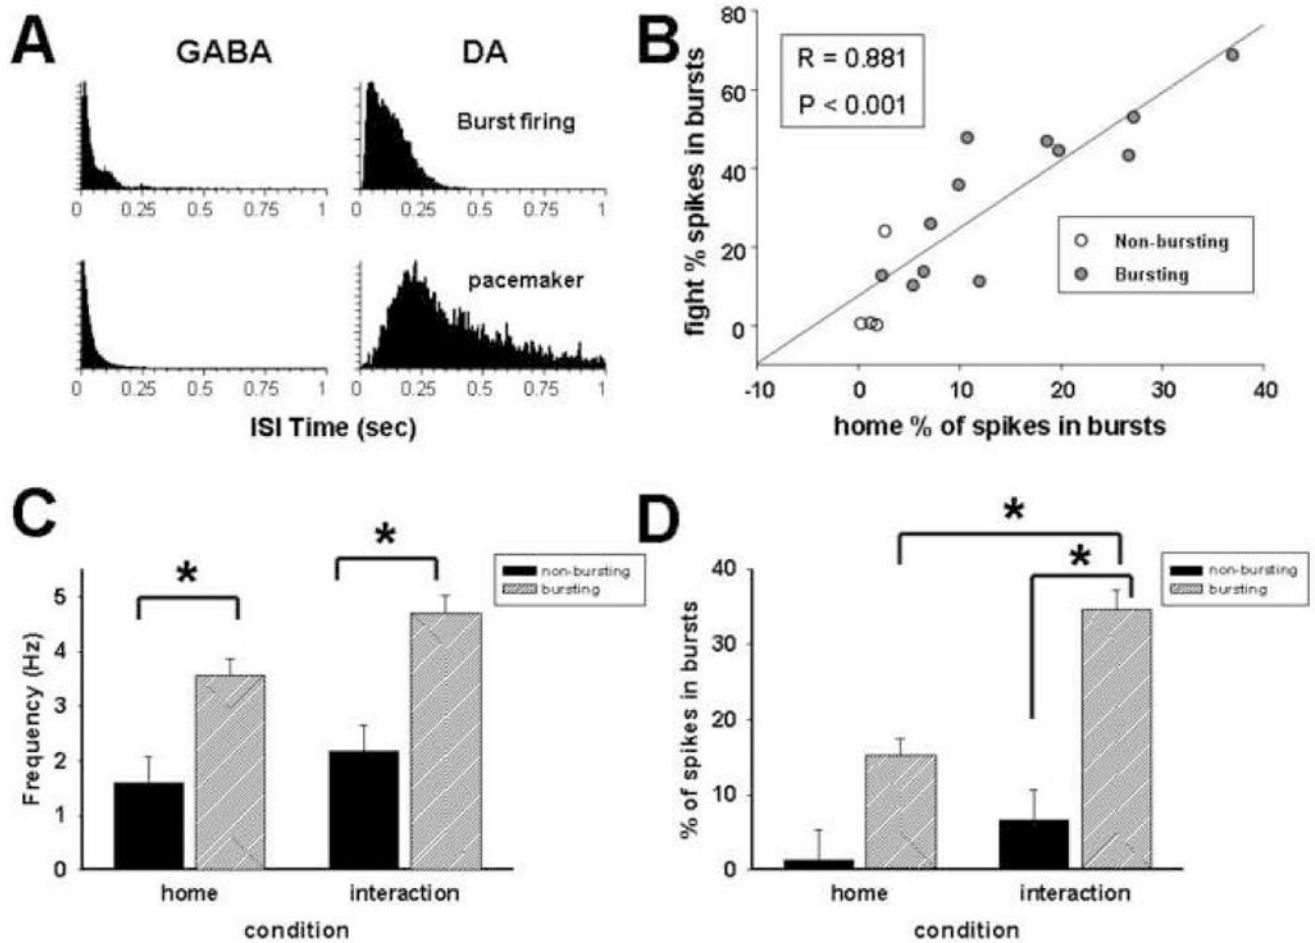 A
GABA
DA
Burst firing
0 0.25 0.5 0.75 1
0 0.25 0.5 0.75 1
pacemaker
0 0.25 0.5 0.75 1
0 0.25 0.5 0.75 1
ISI Time (sec)
B
fight % spikes in bursts
80
60
40
20
0
R = 0.881
P < 0.001
Non-bursting
Bursting
-10 0 10 20 30 40
home % of spikes in bursts
C
*
*
non-bursting
bursting
Frequency (Hz)
5
4
3
2
1
0
home interaction
condition
D
*
*
non-bursting
bursting
% of spikes in bursts
40
30
20
10
0
home interaction
condition